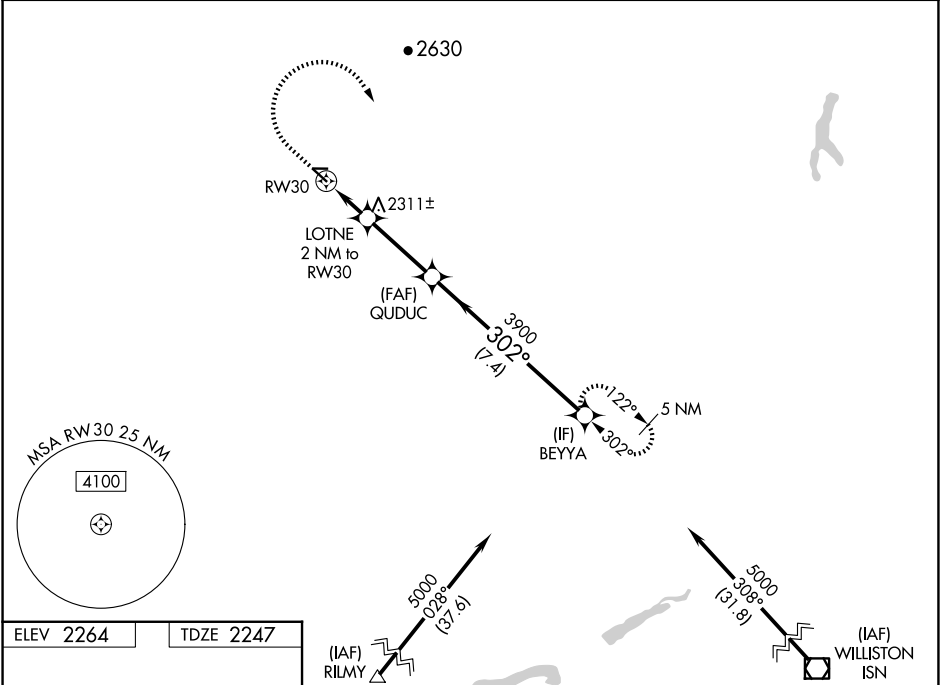 2630
RW30
2311±
LOTNE
2 NM to
RW30
(FAF)
QUDUC
3900
302°
(7.4)
122°
5 NM
302°
(IF)
BEYYA
MSA RW30 25 NM
4100
5000
028°
(37.6)
5000
308°
(31.8)
ELEV 2264
TDZE 2247
(IAF)
RILMY
(IAF)
WILLISTON
ISN